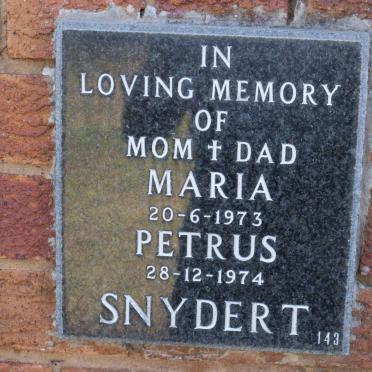 IN
LOVING MEMORY
OF
MOM ✝ DAD
MARIA
20-6-1973
PETRUS
28-12-1974
SNYDERT
143